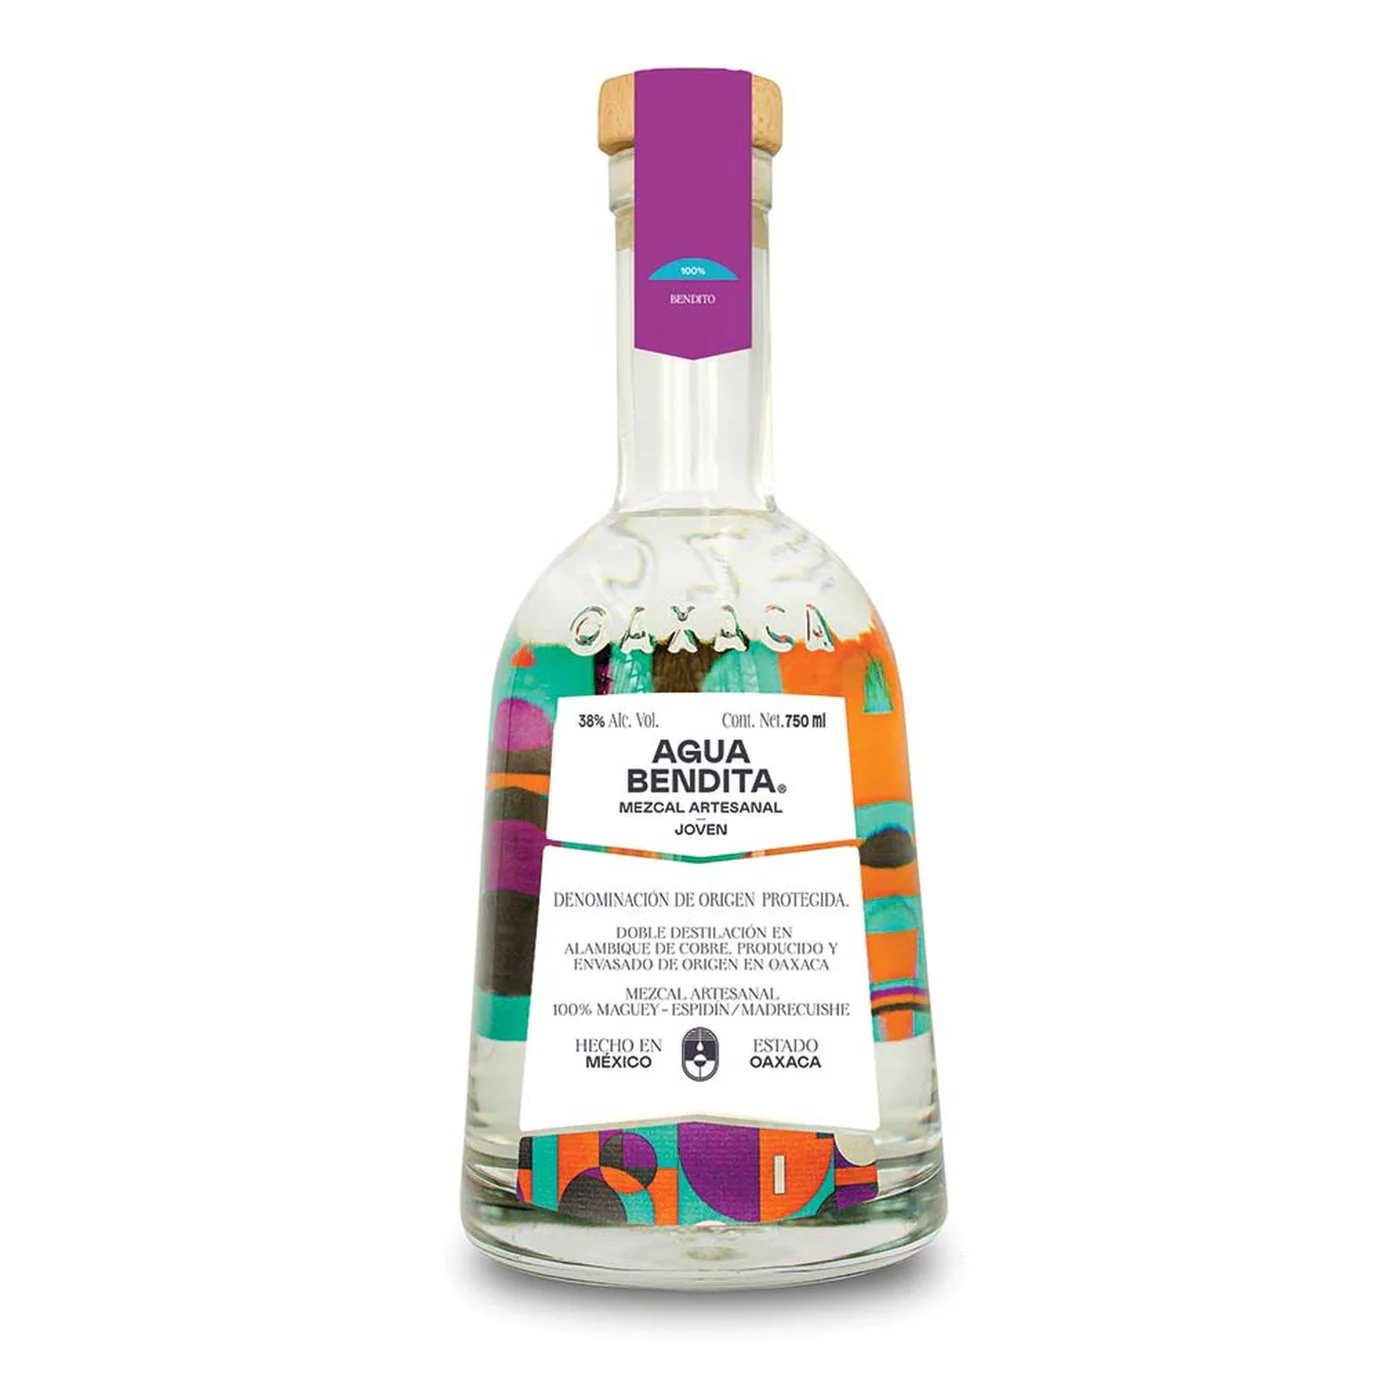 100%
BENDITO
OAXACA
38% Alc. Vol. Cont. Net.750 ml
AGUA
BENDITA®
MEZCAL ARTESANAL
JOVEN
DENOMINACIÓN DE ORIGEN PROTEGIDA.
DOBLE DESTILACIÓN EN
ALAMBIQUE DE COBRE, PRODUCIDO Y
ENVASADO DE ORIGEN EN OAXACA
MEZCAL ARTESANAL
100% MAGUEY - ESPIDÍN/MADRECUISHE
HECHO EN
MÉXICO
ESTADO
OAXACA